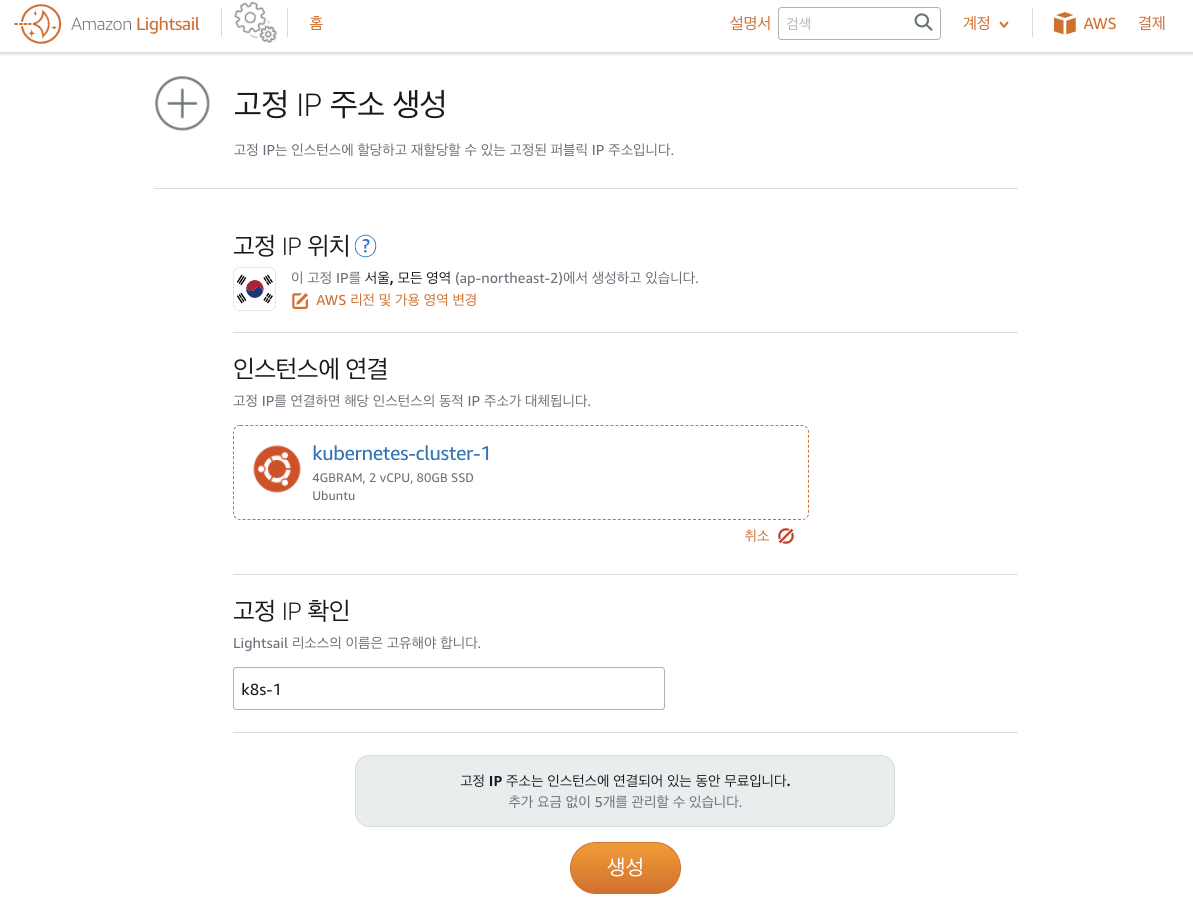 Amazon Lightsail
홈
설명서
검색
계정
AWS
결제
고정 IP 주소 생성
고정 IP는 인스턴스에 할당하고 재할당할 수 있는 고정된 퍼블릭 IP 주소입니다.
고정 IP 위치 ?
이 고정 IP를 서울, 모든 영역 (ap-northeast-2)에서 생성하고 있습니다.
AWS 리전 및 가용 영역 변경
인스턴스에 연결
고정 IP를 연결하면 해당 인스턴스의 동적 IP 주소가 대체됩니다.
kubernetes-cluster-1
4GBRAM, 2 vCPU, 80GB SSD
Ubuntu
취소
고정 IP 확인
Lightsail 리소스의 이름은 고유해야 합니다.
k8s-1
고정 IP 주소는 인스턴스에 연결되어 있는 동안 무료입니다.
추가 요금 없이 5개를 관리할 수 있습니다.
생성